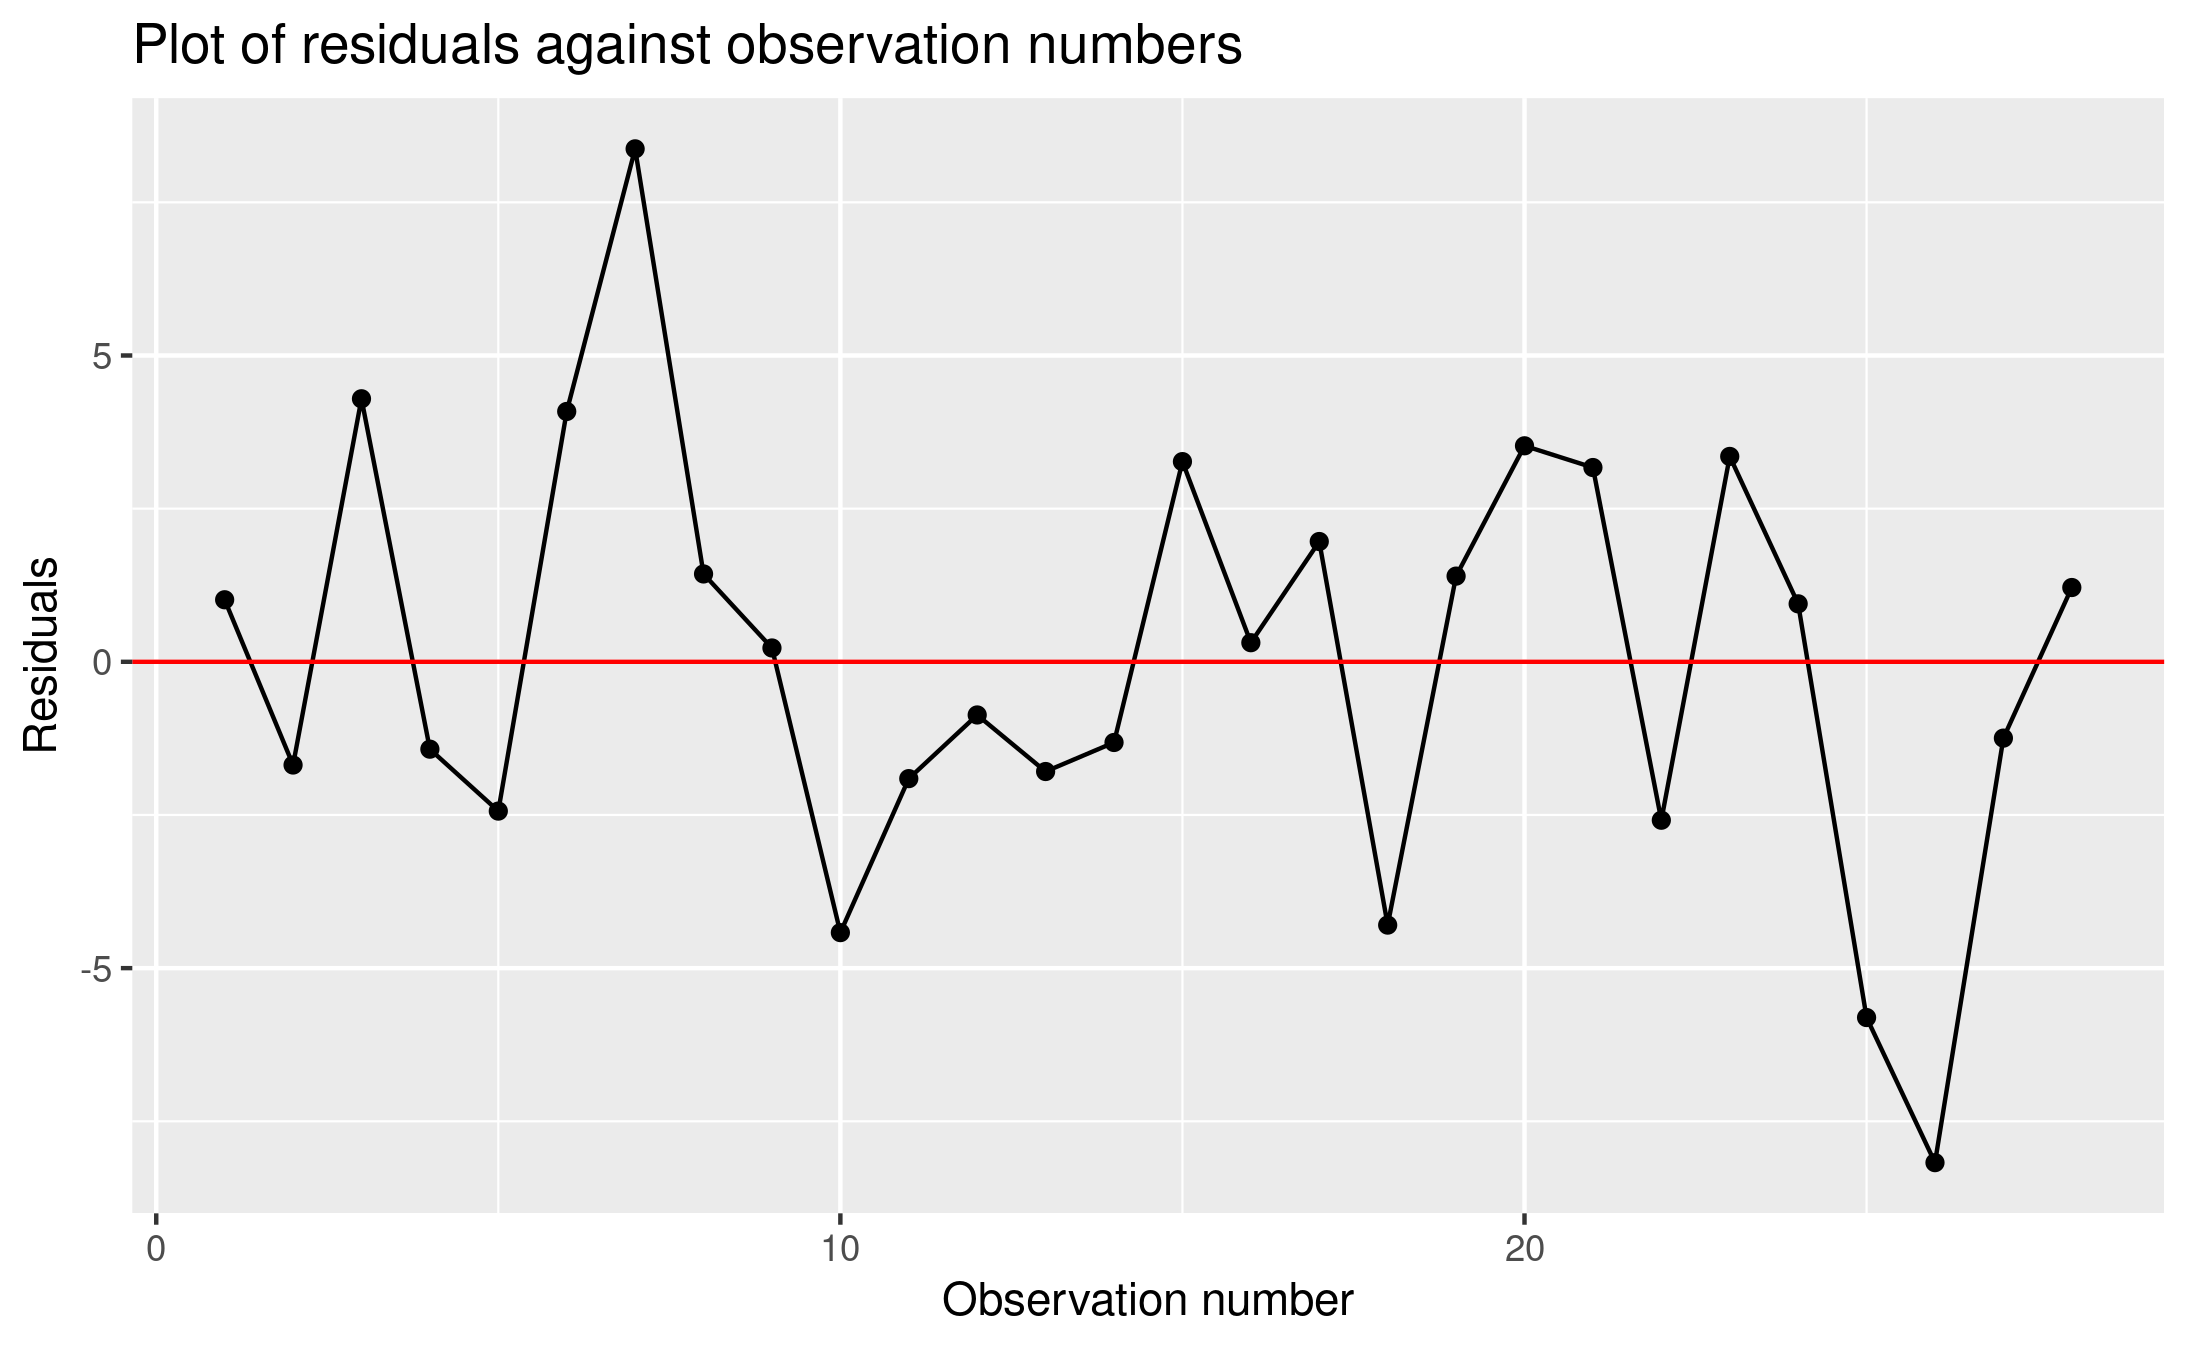 Plot of residuals against observation numbers
Residuals
5
0
-5
0 10 20
Observation number